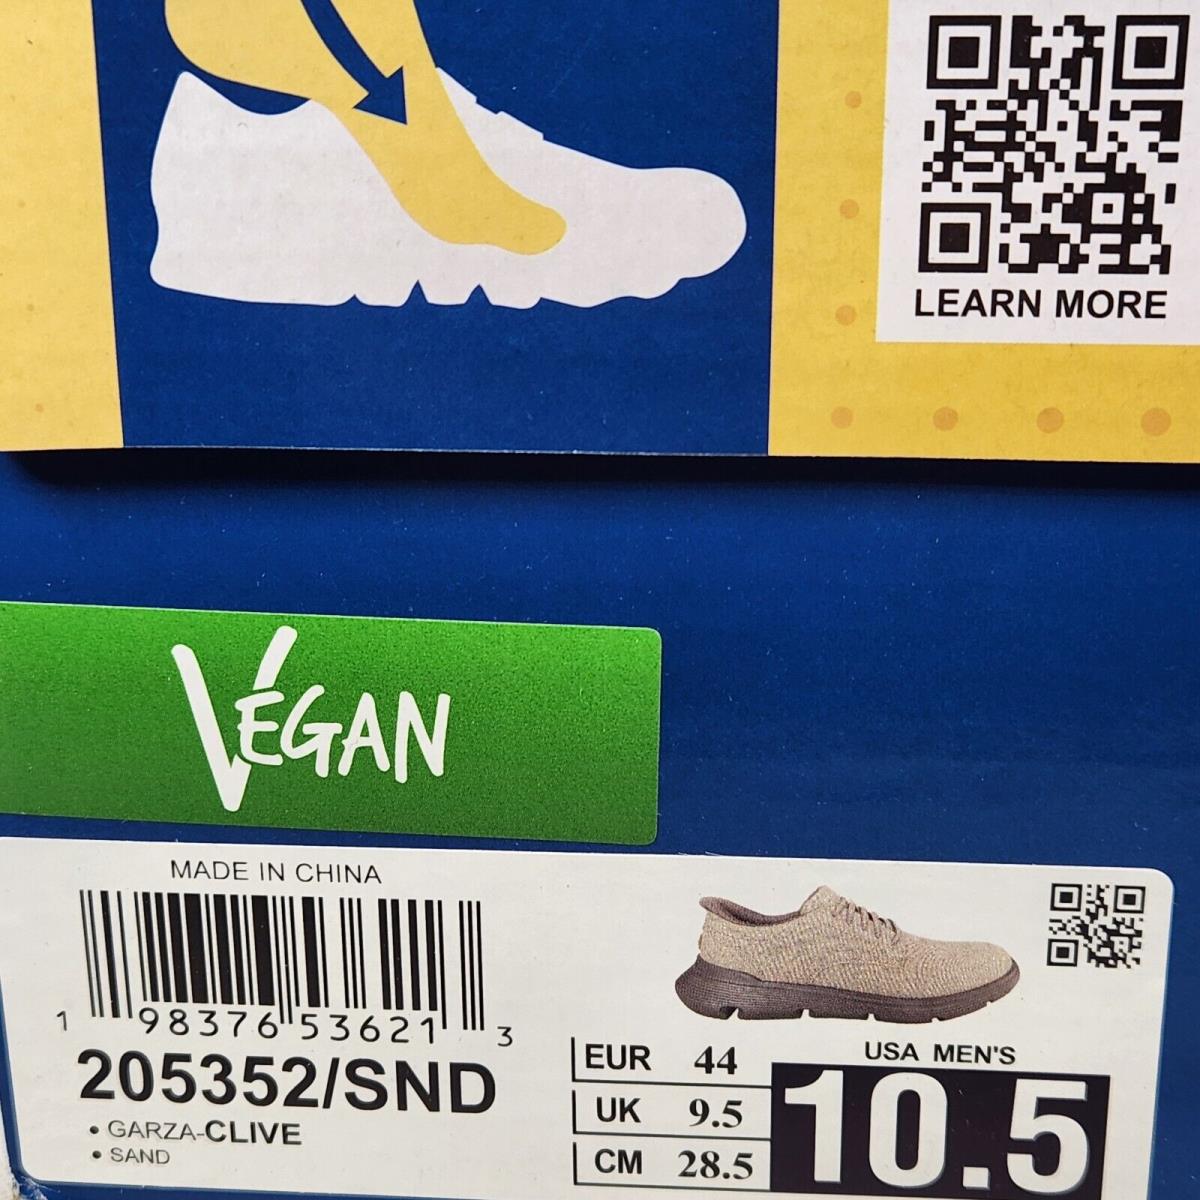 LEARN MORE
VEGAN
MADE IN CHINA
1 98376 53621 3
205352/SND
• GARZA-CLIVE
• SAND
EUR 44
UK 9.5
CM 28.5
USA MEN'S
10.5